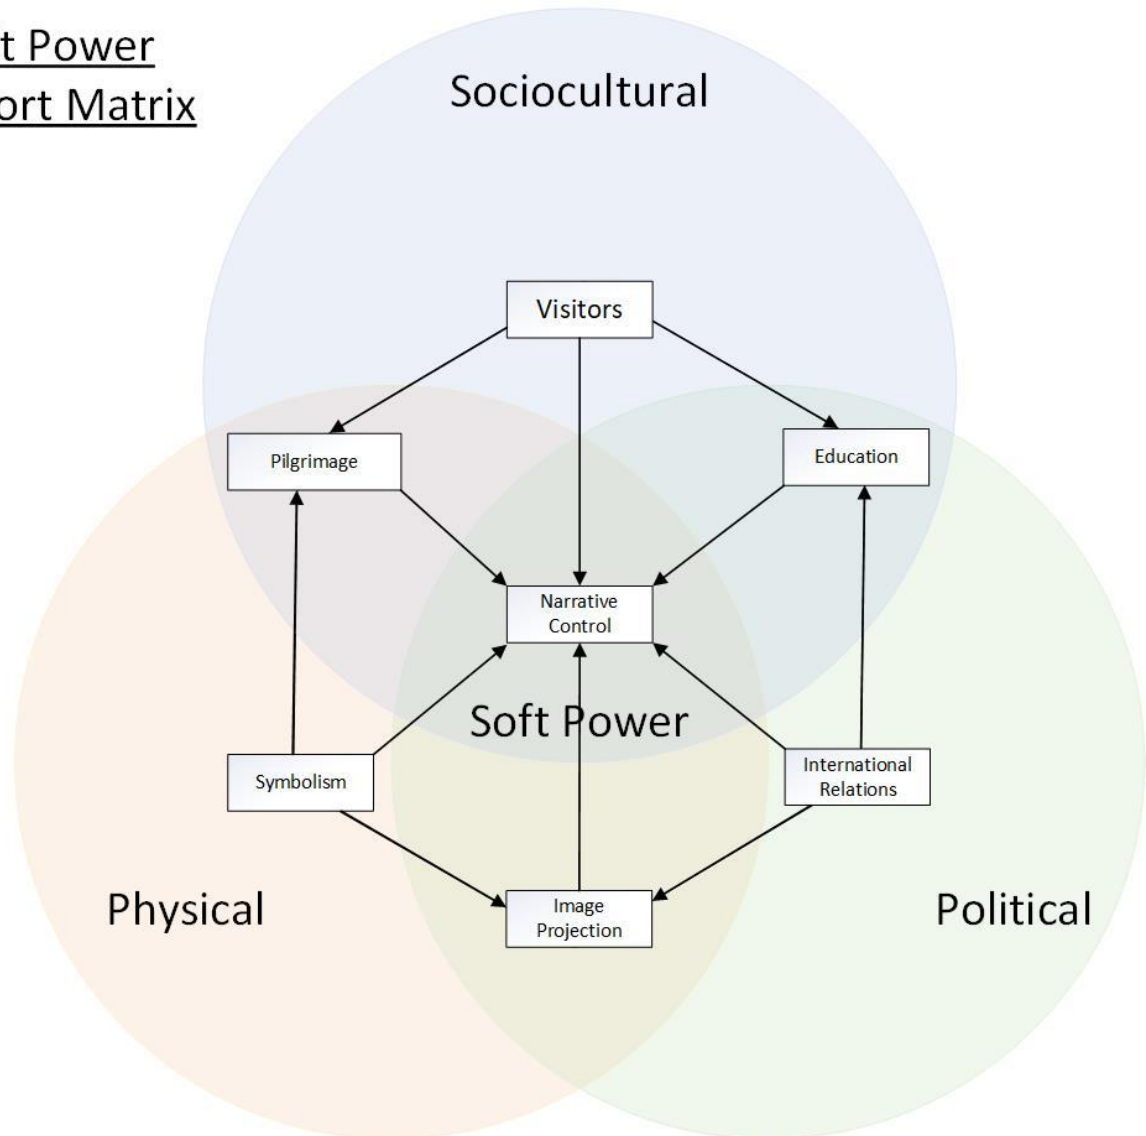 t Power
ort Matrix
Sociocultural
Visitors
Pilgrimage
Education
Narrative
Control
Soft Power
Symbolism
International
Relations
Physical
Image
Projection
Political